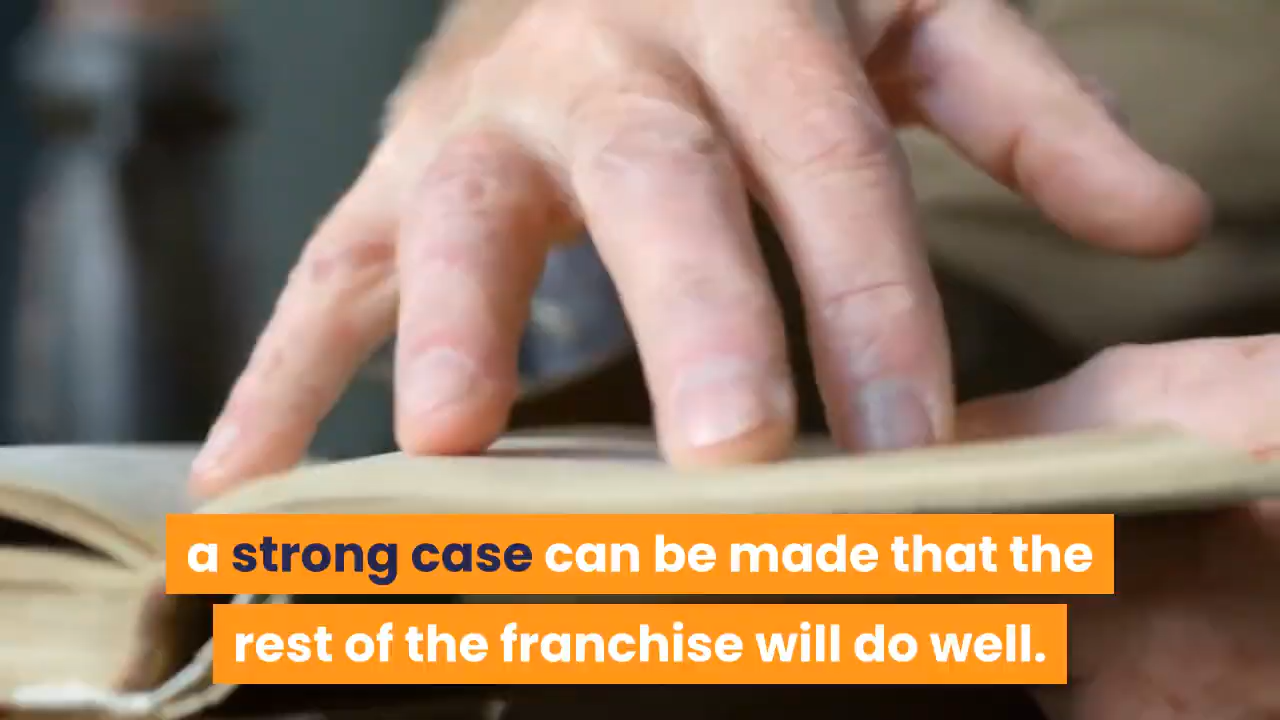 a strong case can be made that the
rest of the franchise will do well.